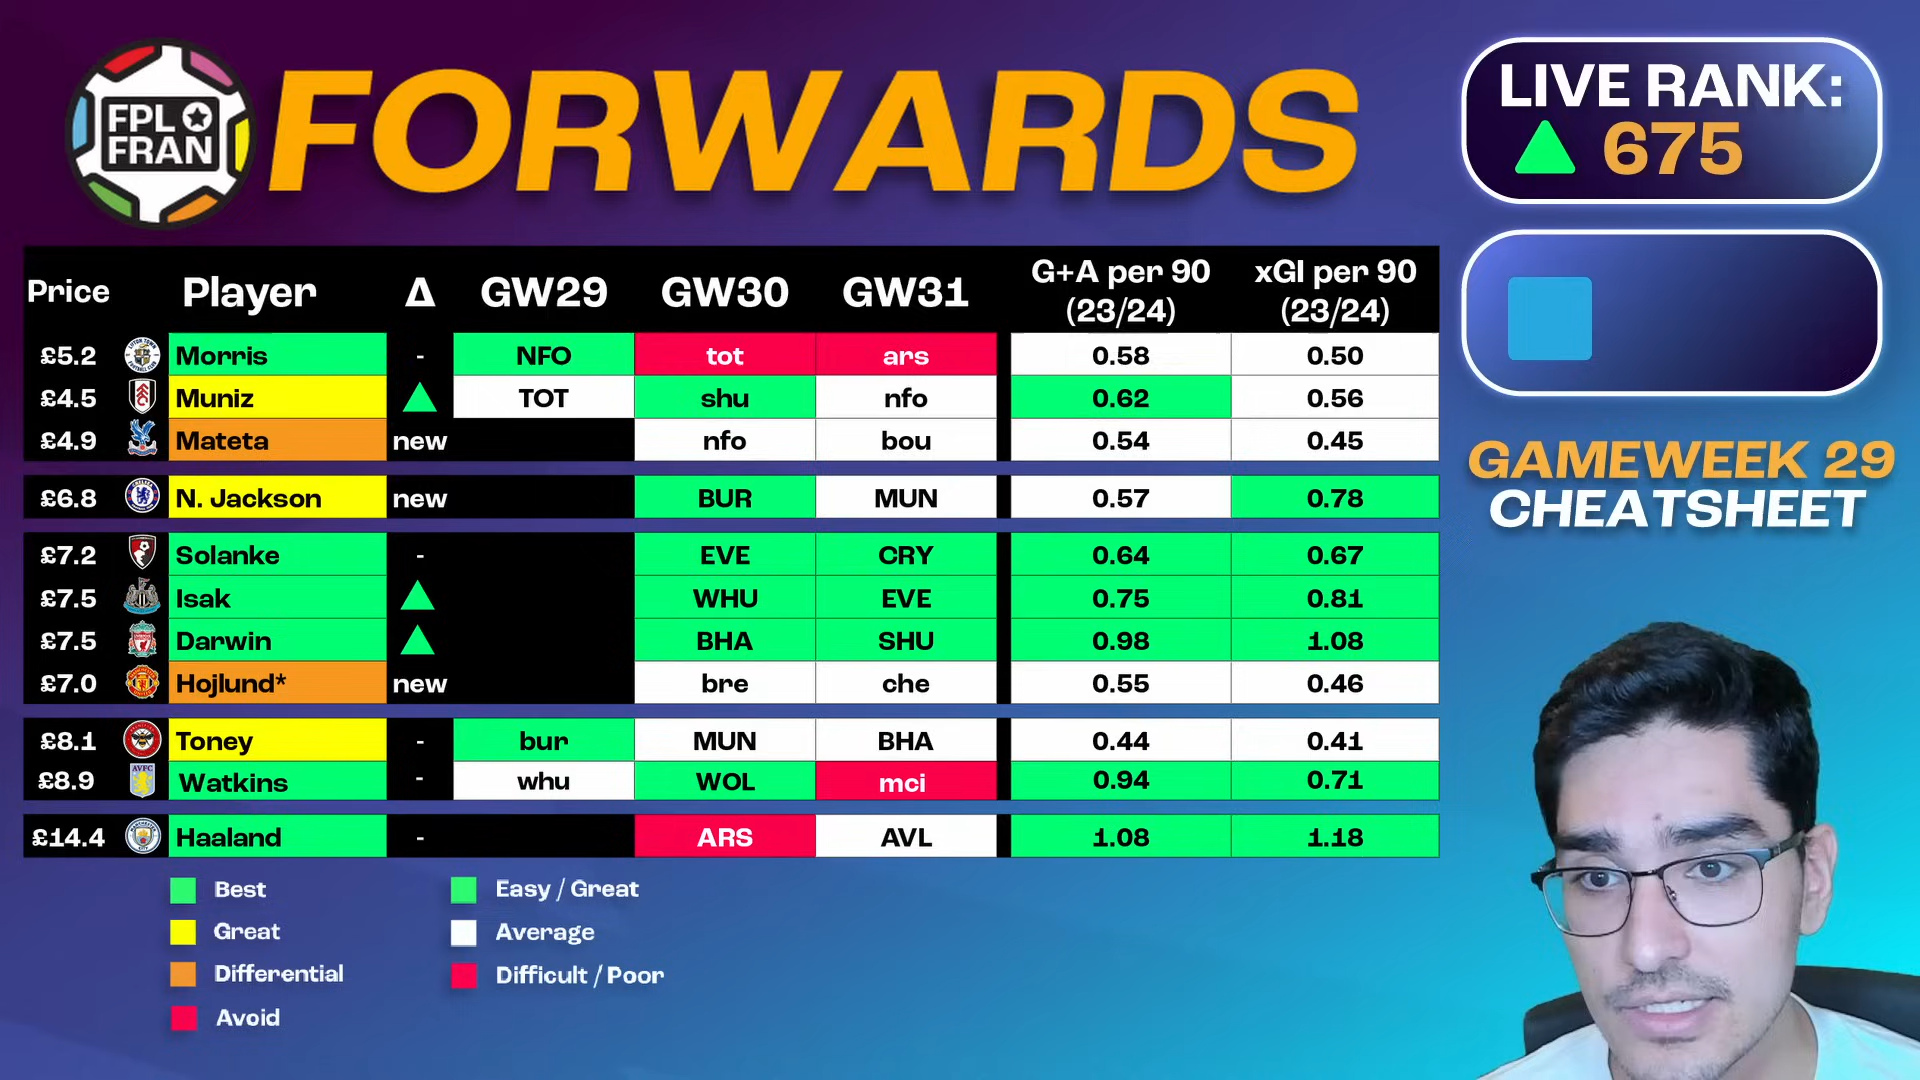 FPL
FRAN
FORWARDS
LIVE RANK:
675
GAMEWEEK 29
CHEATSHEET
Price Player Δ GW29 GW30 GW31 G+A per 90 (23/24) xGI per 90 (23/24)
£5.2 Morris - NFO tot ars 0.58 0.50
£4.5 Muniz TOT shu nfo 0.62 0.56
£4.9 Mateta new nfo bou 0.54 0.45
£6.8 N. Jackson new BUR MUN 0.57 0.78
£7.2 Solanke - EVE CRY 0.64 0.67
£7.5 Isak WHU EVE 0.75 0.81
£7.5 Darwin BHA SHU 0.98 1.08
£7.0 Hojlund* new bre che 0.55 0.46
£8.1 Toney - bur MUN BHA 0.44 0.41
£8.9 Watkins - whu WOL mci 0.94 0.71
£14.4 Haaland - ARS AVL 1.08 1.18
Best Easy / Great
Great Average
Differential Difficult / Poor
Avoid